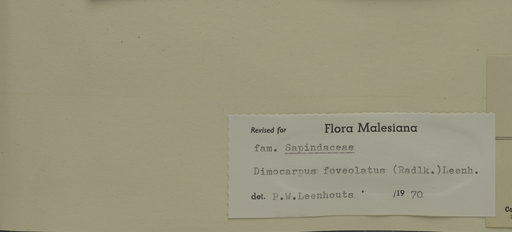 Revised for Flora Malesiana
fam. Sapindaceae
Dimocarpus foveolatus (Radlk.)Leenh.
det. P.W.Leenhouts /19 70